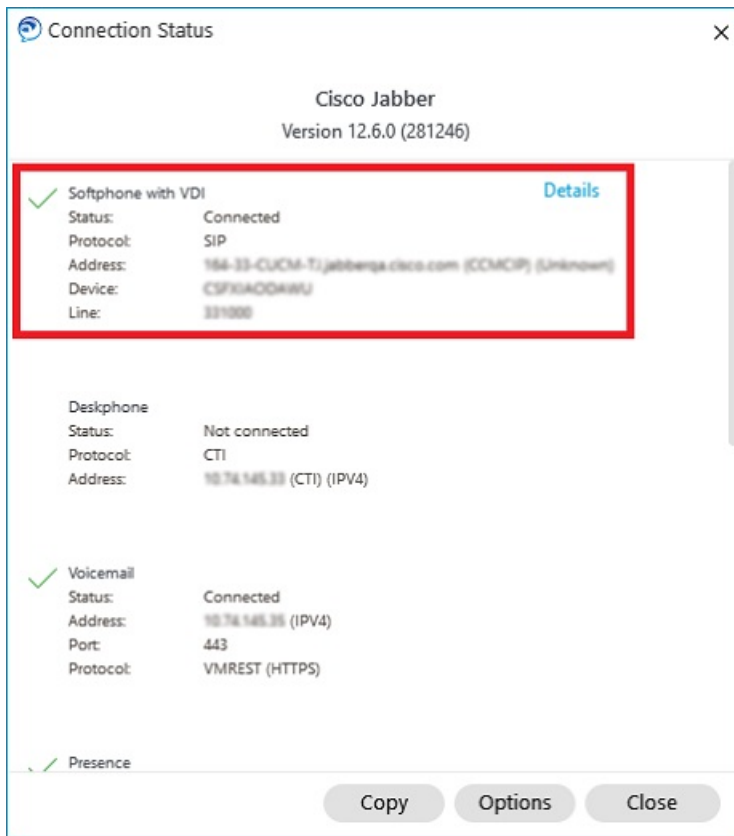 Connection Status
Cisco Jabber
Version 12.6.0 (281246)
Softphone with VDI Details
Status: Connected
Protocol: SIP
Address: (CCMCIP) (Unknown)
Device:
Line:
Deskphone
Status: Not connected
Protocol: CTI
Address: (CTI) (IPV4)
Voicemail
Status: Connected
Address: (IPV4)
Port: 443
Protocol: VMREST (HTTPS)
Presence
Copy Options Close